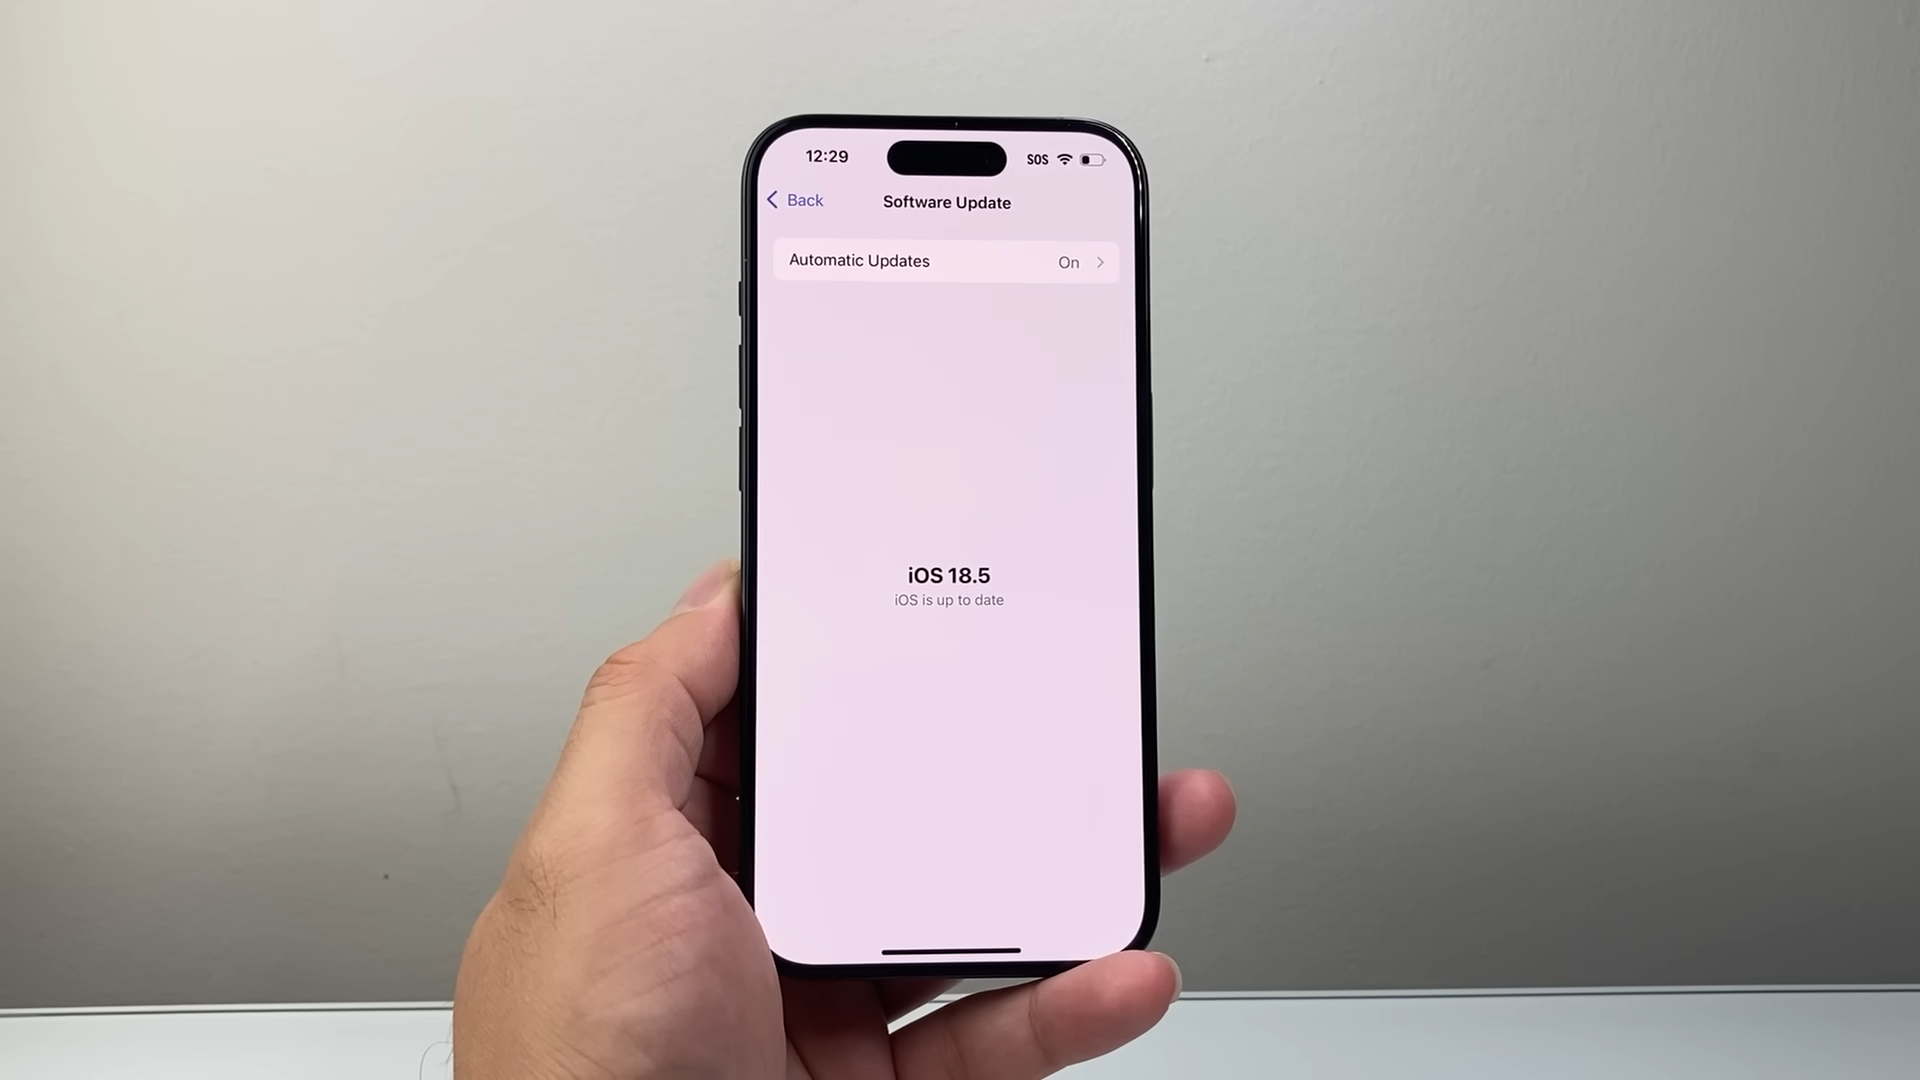 12:29
SOS
Back
Software Update
Automatic Updates On
iOS 18.5
iOS is up to date